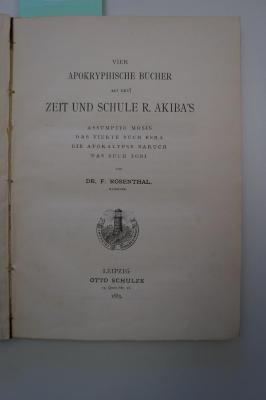 VIER
APOKRYPHISCHE BÜCHER
AUS DER
ZEIT UND SCHULE R. AKIBA'S
ASSUMPTIO MOSIS
DAS VIERTE BUCH ESRA
DIE APOKALYPSE BARUCH
DAS BUCH TOBI
VON
DR. F. ROSENTHAL,
LEIPZIG
OTTO SCHULZE
1885.